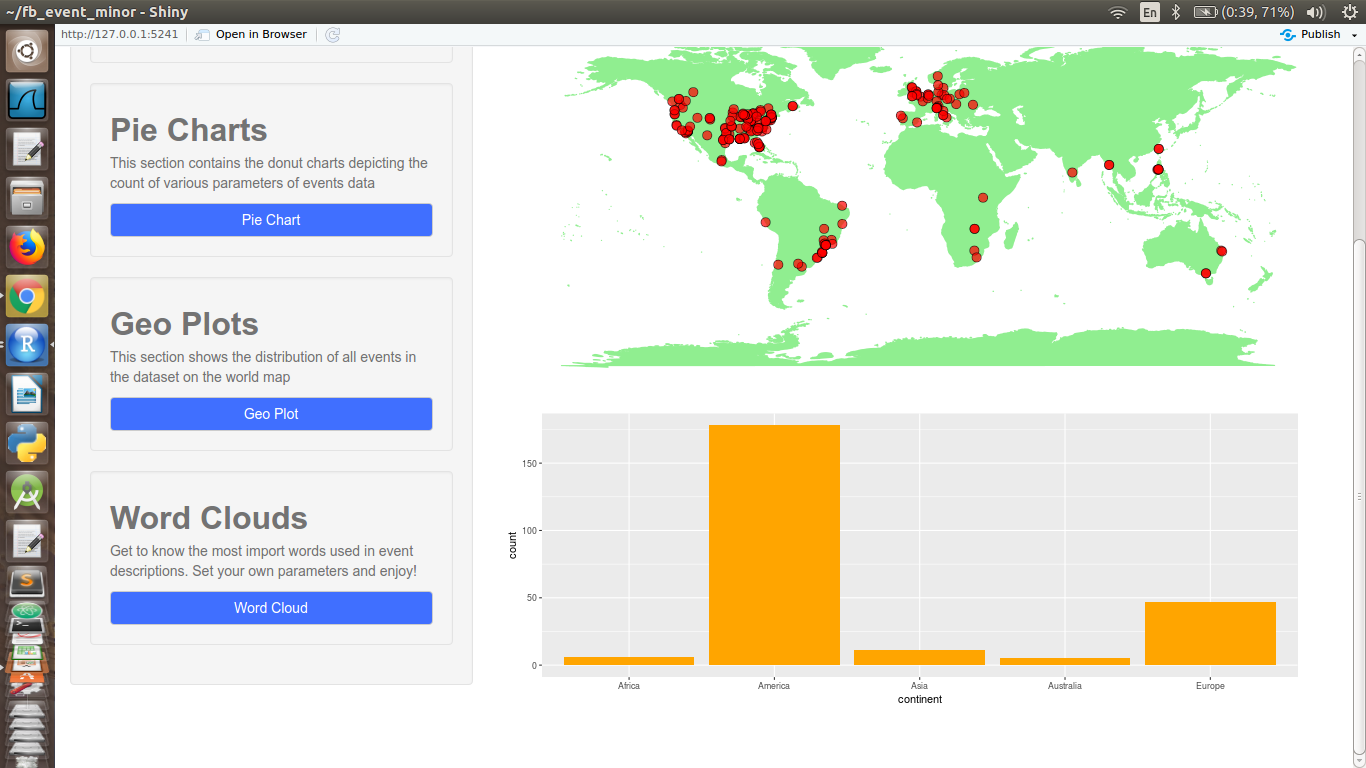 ~/fb_event_minor - Shiny
En
(0:39, 71%)
http://127.0.0.1:5241
Open in Browser
Publish
Pie Charts
This section contains the donut charts depicting the
count of various parameters of events data
Pie Chart
Geo Plots
This section shows the distribution of all events in
the dataset on the world map
Geo Plot
Word Clouds
Get to know the most import words used in event
descriptions. Set your own parameters and enjoy!
Word Cloud
150
100
50
0
count
Africa
America
Asia
Australia
Europe
continent
R
S